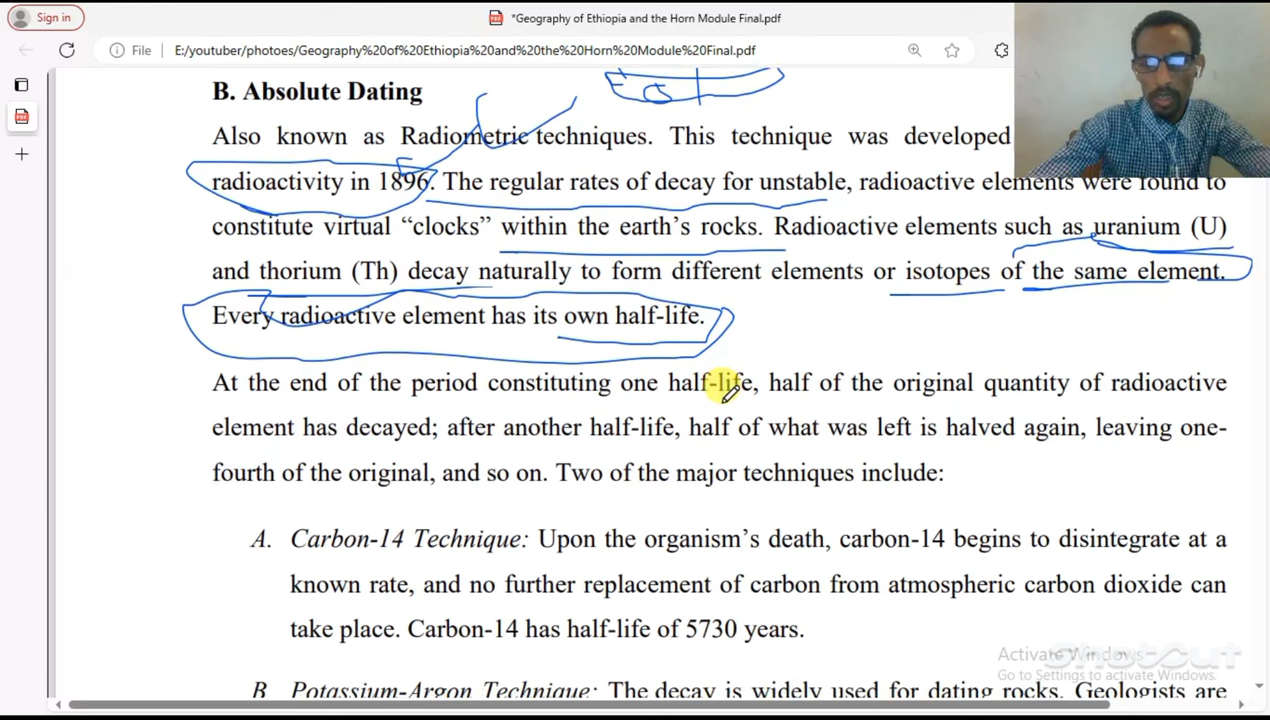 Sign in
*Geography of Ethiopia and the Horn Module Final.pdf
File E:/youtuber/photoes/Geography%20of%20Ethiopia%20and%20the%20Horn%20Module%20Final.pdf
B. Absolute Dating
Also known as Radiometric techniques. This technique was developed
radioactivity in 1896. The regular rates of decay for unstable, radioactive elements were found to
constitute virtual “clocks” within the earth’s rocks. Radioactive elements such as uranium (U)
and thorium (Th) decay naturally to form different elements or isotopes of the same element.
Every radioactive element has its own half-life.
At the end of the period constituting one half-life, half of the original quantity of radioactive
element has decayed; after another half-life, half of what was left is halved again, leaving one-
fourth of the original, and so on. Two of the major techniques include:
A. Carbon-14 Technique: Upon the organism’s death, carbon-14 begins to disintegrate at a
known rate, and no further replacement of carbon from atmospheric carbon dioxide can
take place. Carbon-14 has half-life of 5730 years.
Activate Windows
shotcut
Go to Settings to activate Windows.
B Potassium-Argon Technique: The decay is widely used for dating rocks. Geologists are